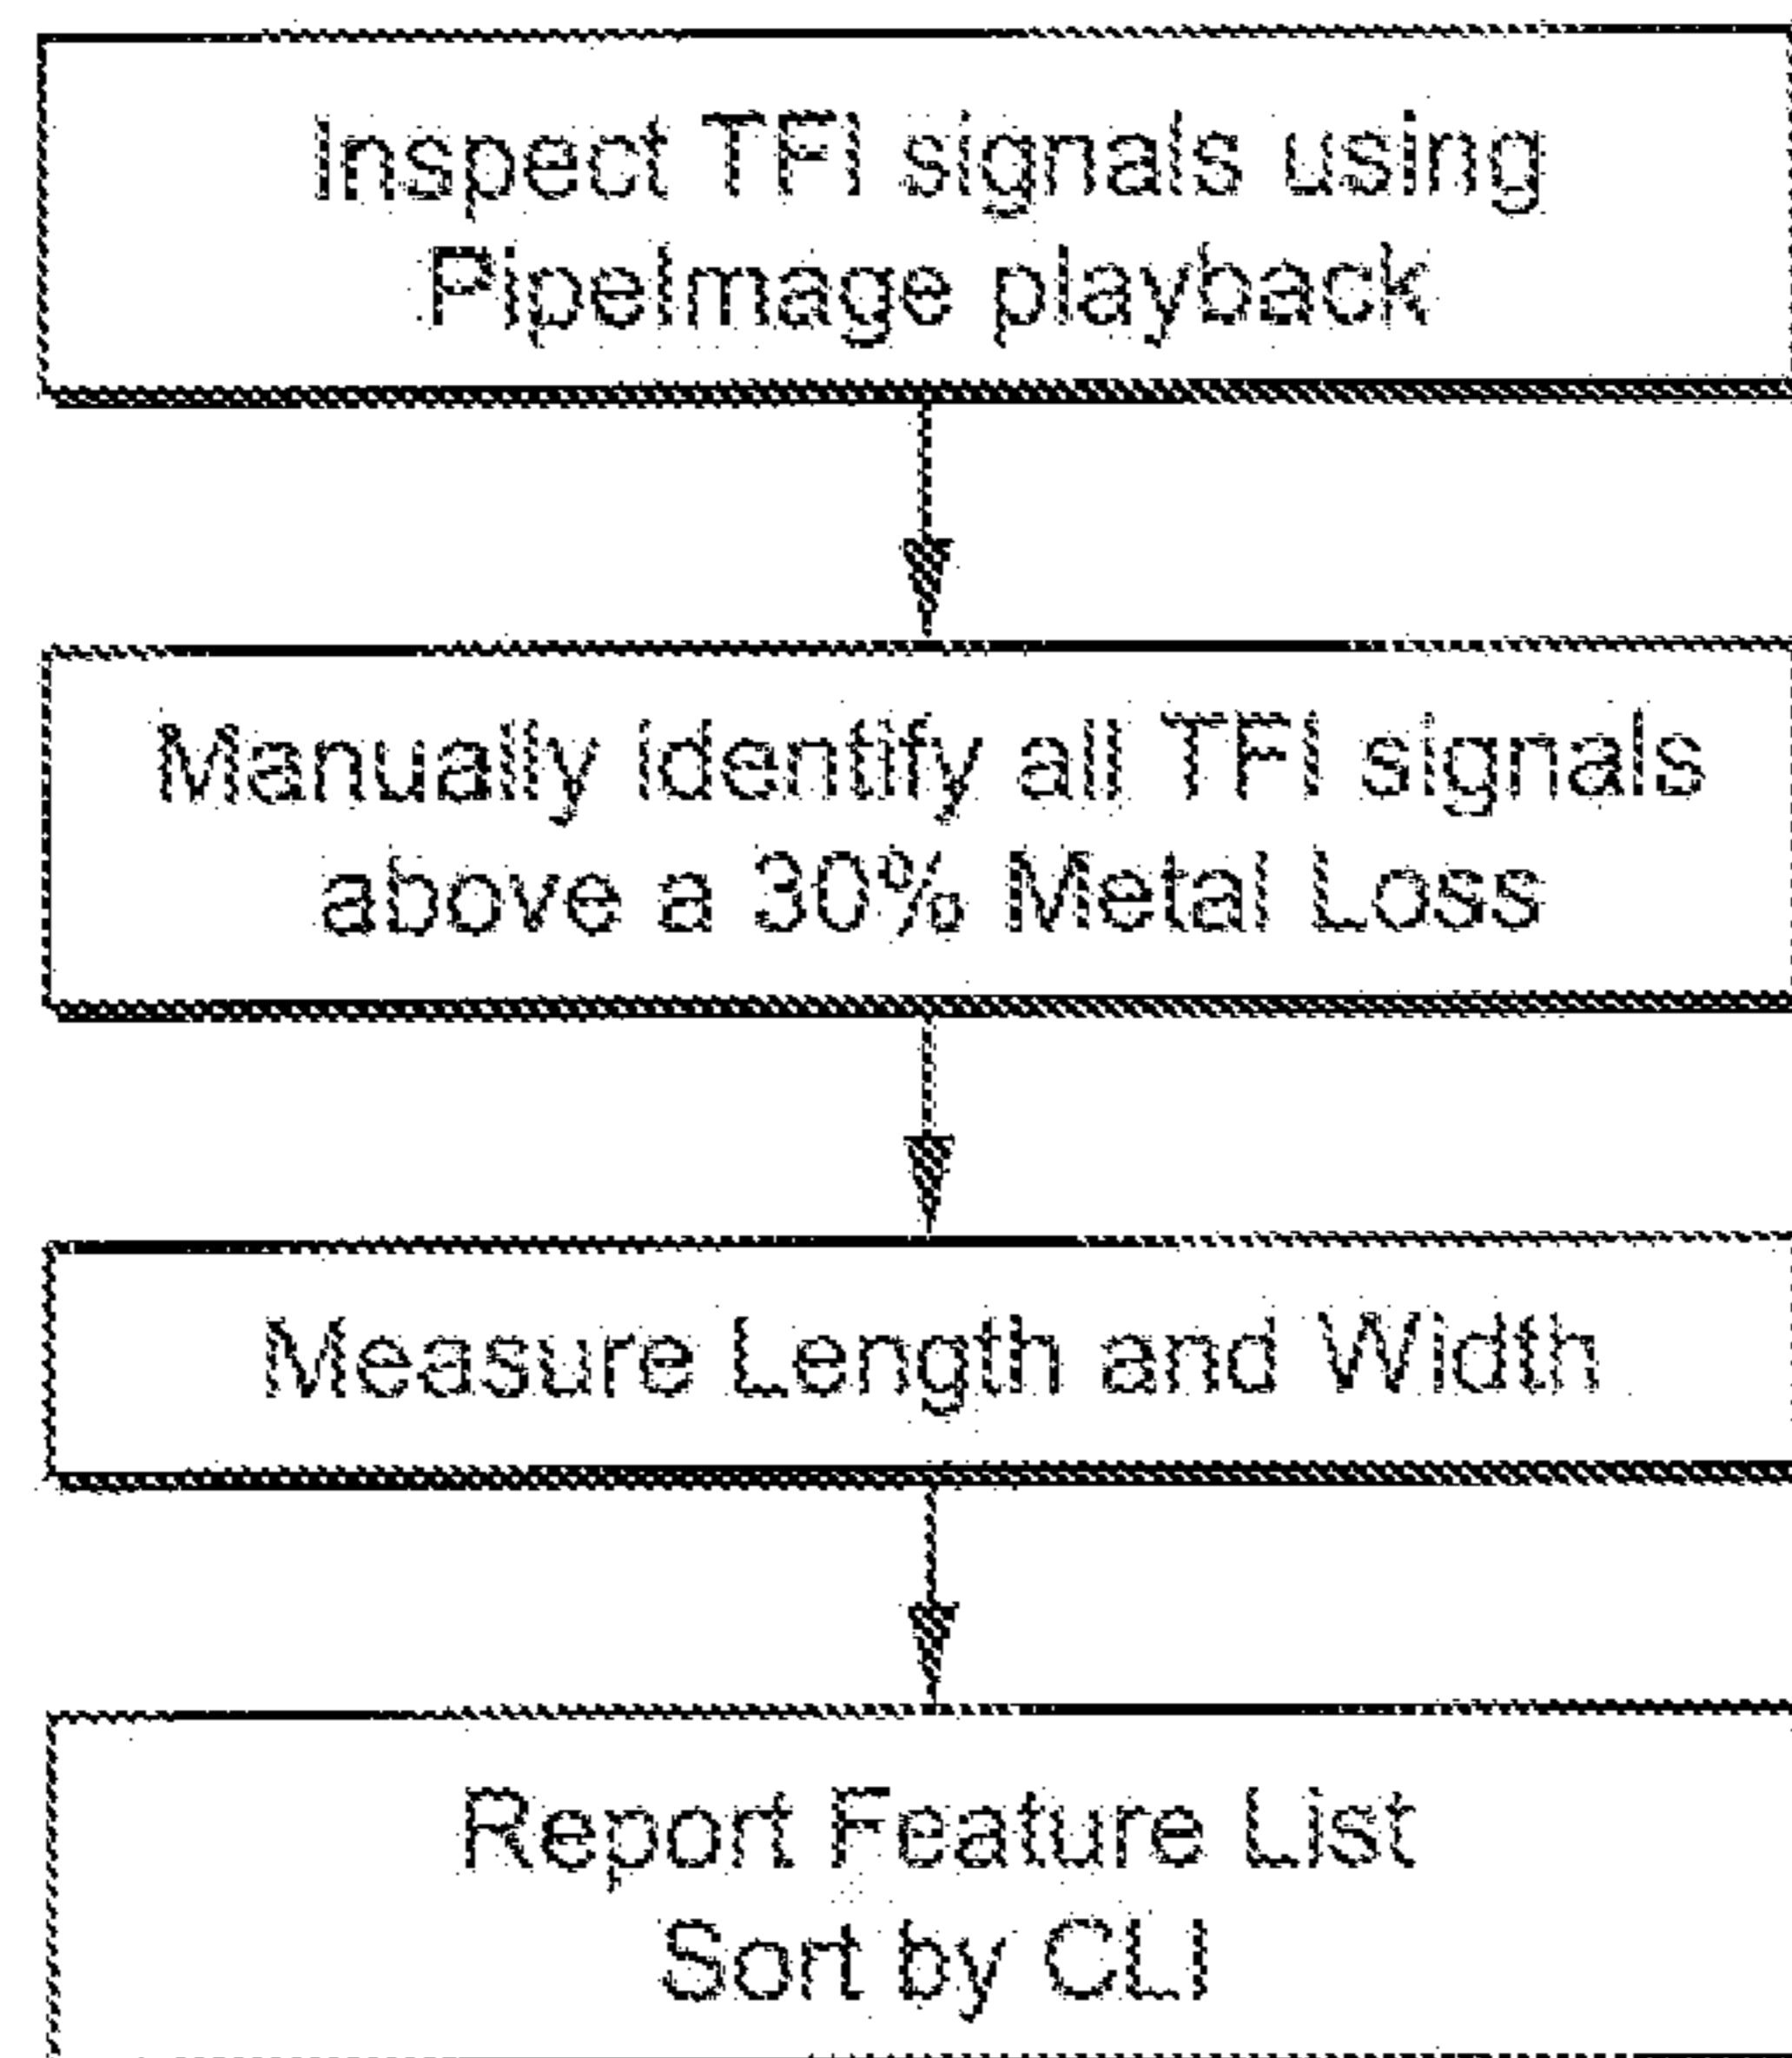 Inspect TFI signals using
PipeImage playback
Manually identify all TFI signals
above a 30% Metal Loss
Measure Length and Width
Report Feature List
Sort by CLI